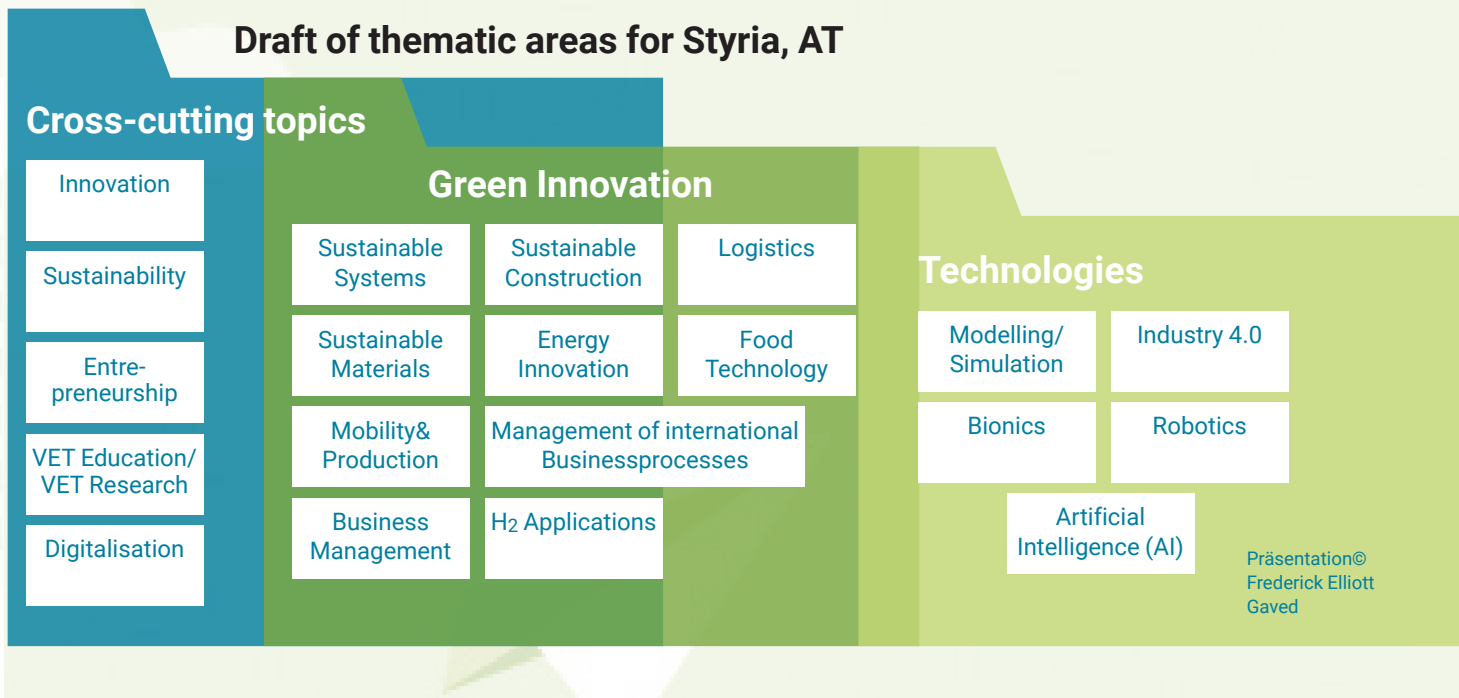 Draft of thematic areas for Styria, AT
Cross-cutting topics
Innovation
Sustainability
Entre-
preneurship
VET Education/
VET Research
Digitalisation
Green Innovation
Sustainable
Systems
Sustainable
Construction
Logistics
Sustainable
Materials
Energy
Innovation
Food
Technology
Mobility&
Production
Management of international
Businessprocesses
Business
Management
H2 Applications
Technologies
Modelling/
Simulation
Industry 4.0
Bionics
Robotics
Artificial
Intelligence (AI)
Präsentation©
Frederick Elliott
Gaved